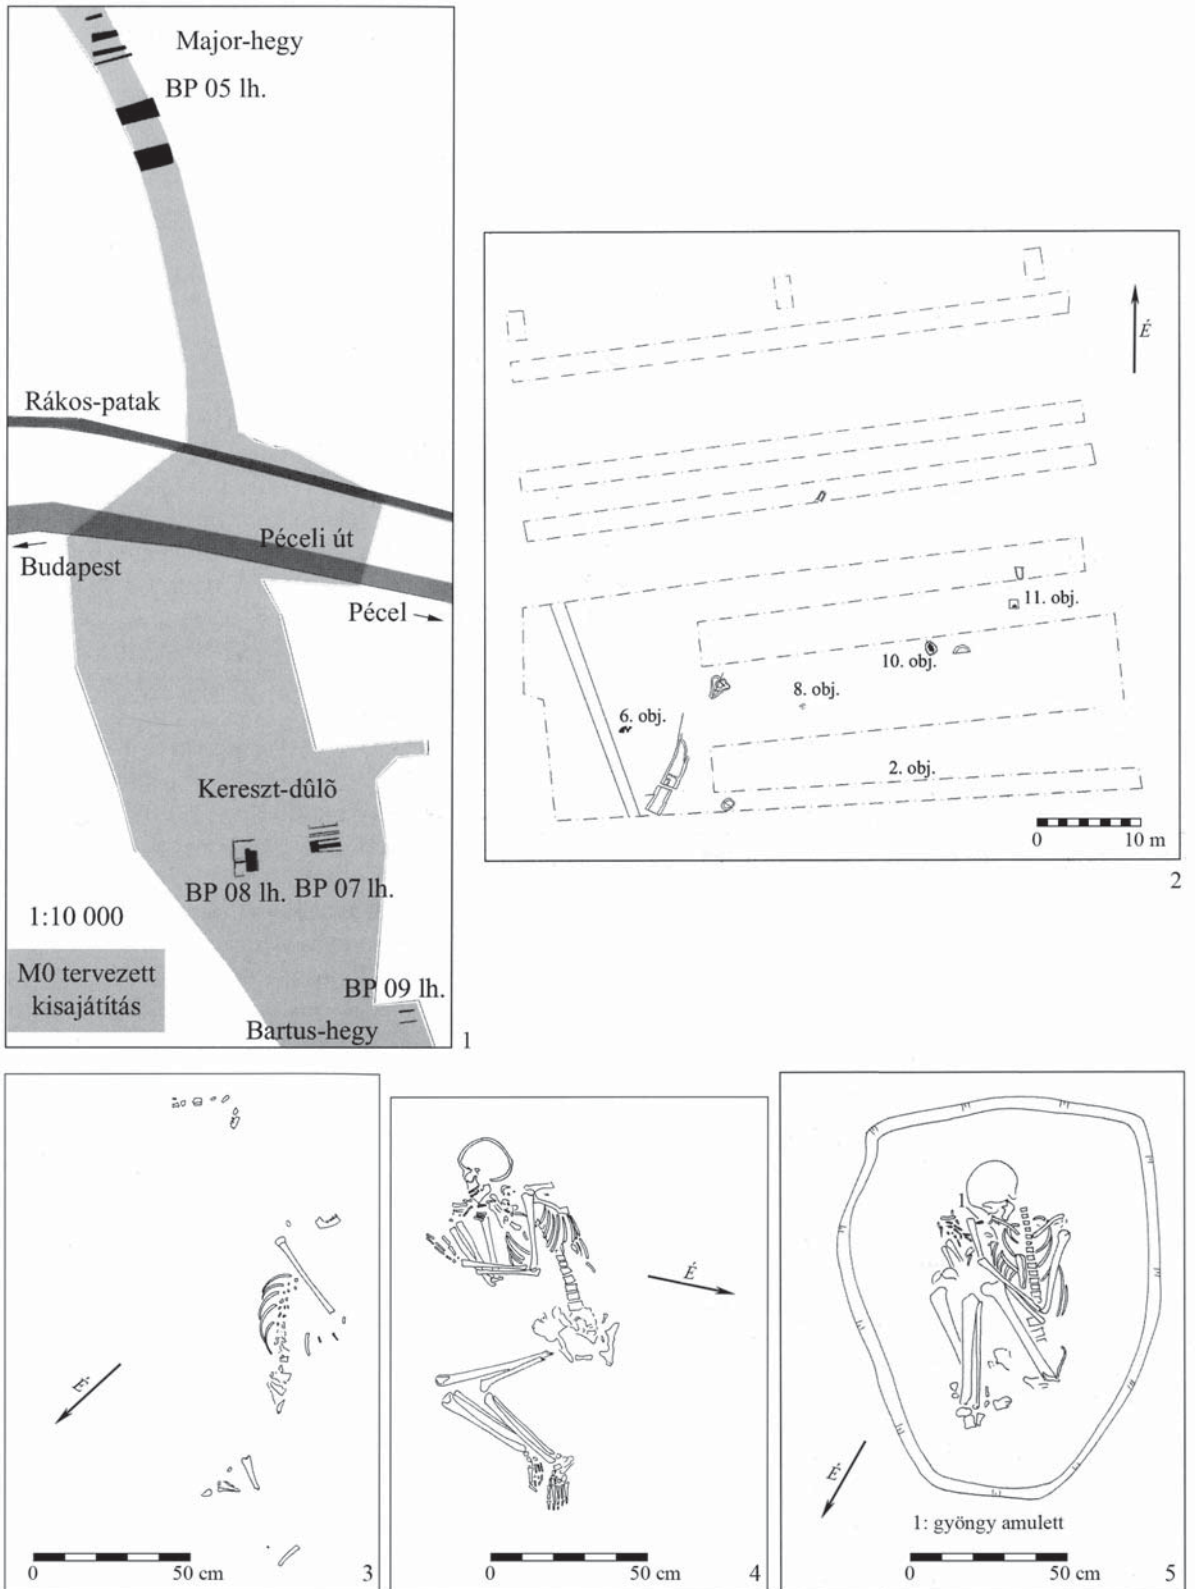 Major-hegy
BP 05 lh.
Rákos-patak
Péceli út
Budapest
Pécel
Kereszt-dûlõ
BP 08 lh.
BP 07 lh.
1:10 000
M0 tervezett
kisajátítás
BP 09 lh.
Bartus-hegy
1
É
11. obj.
10. obj.
8. obj.
6. obj.
2. obj.
0 10 m
2
É
0 50 cm
3
É
0 50 cm
4
1
É
1: gyöngy amulett
0 50 cm
5